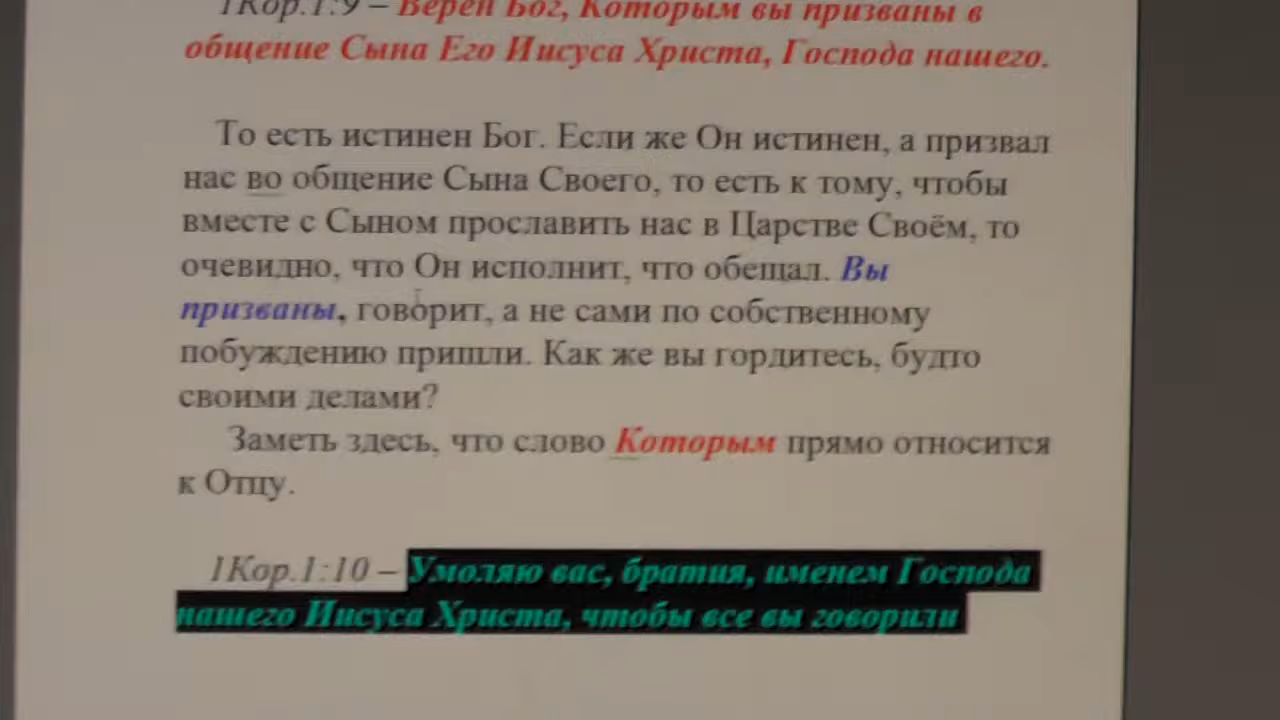 1Кор.1:9 – Верен Бог, Которым вы призваны в
общение Сына Его Иисуса Христа, Господа нашего.
То есть истинен Бог. Если же Он истинен, а призвал
нас во общение Сына Своего, то есть к тому, чтобы
вместе с Сыном прославить нас в Царстве Своём, то
очевидно, что Он исполнит, что обещал. Вы
призваны, говорит, а не сами по собственному
побуждению пришли. Как же вы гордитесь, будто
своими делами?
Заметь здесь, что слово Которым прямо относится
к Отцу.
1Кор.1:10 – Умоляю вас, братия, именем Господа
нашего Иисуса Христа, чтобы все вы говорили